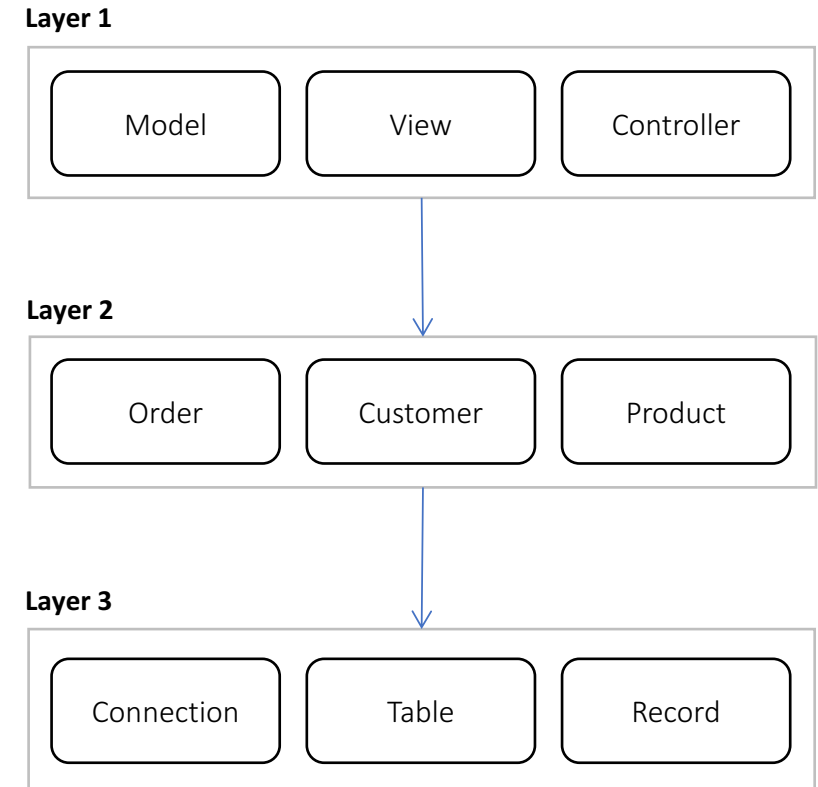 Layer 1
Model View Controller
Layer 2
Order Customer Product
Layer 3
Connection Table Record